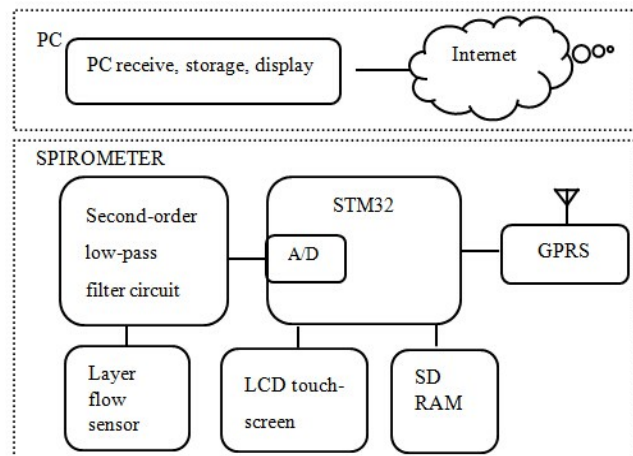 PC
PC receive, storage, display
Internet
SPIROMETER
Second-order
low-pass
filter circuit
STM32
A/D
GPRS
Layer
flow
sensor
LCD touch-
screen
SD
RAM